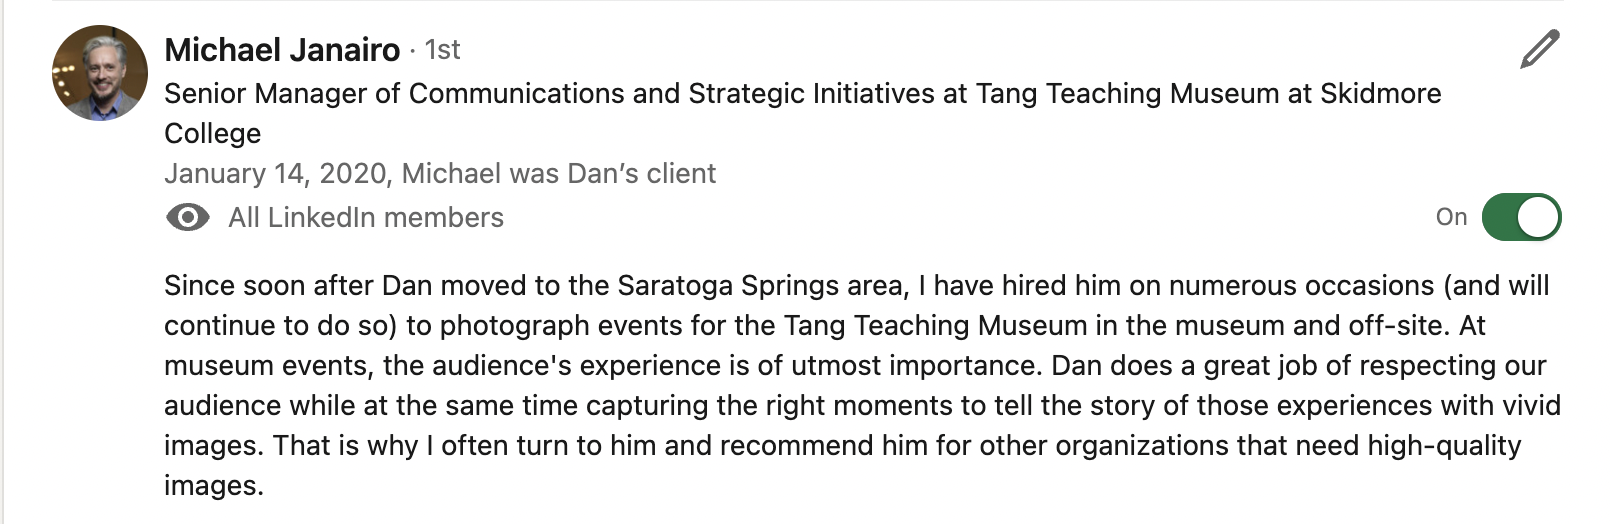 Michael Janairo · 1st
Senior Manager of Communications and Strategic Initiatives at Tang Teaching Museum at Skidmore
College
January 14, 2020, Michael was Dan’s client
All LinkedIn members
On
Since soon after Dan moved to the Saratoga Springs area, I have hired him on numerous occasions (and will
continue to do so) to photograph events for the Tang Teaching Museum in the museum and off-site. At
museum events, the audience's experience is of utmost importance. Dan does a great job of respecting our
audience while at the same time capturing the right moments to tell the story of those experiences with vivid
images. That is why I often turn to him and recommend him for other organizations that need high-quality
images.